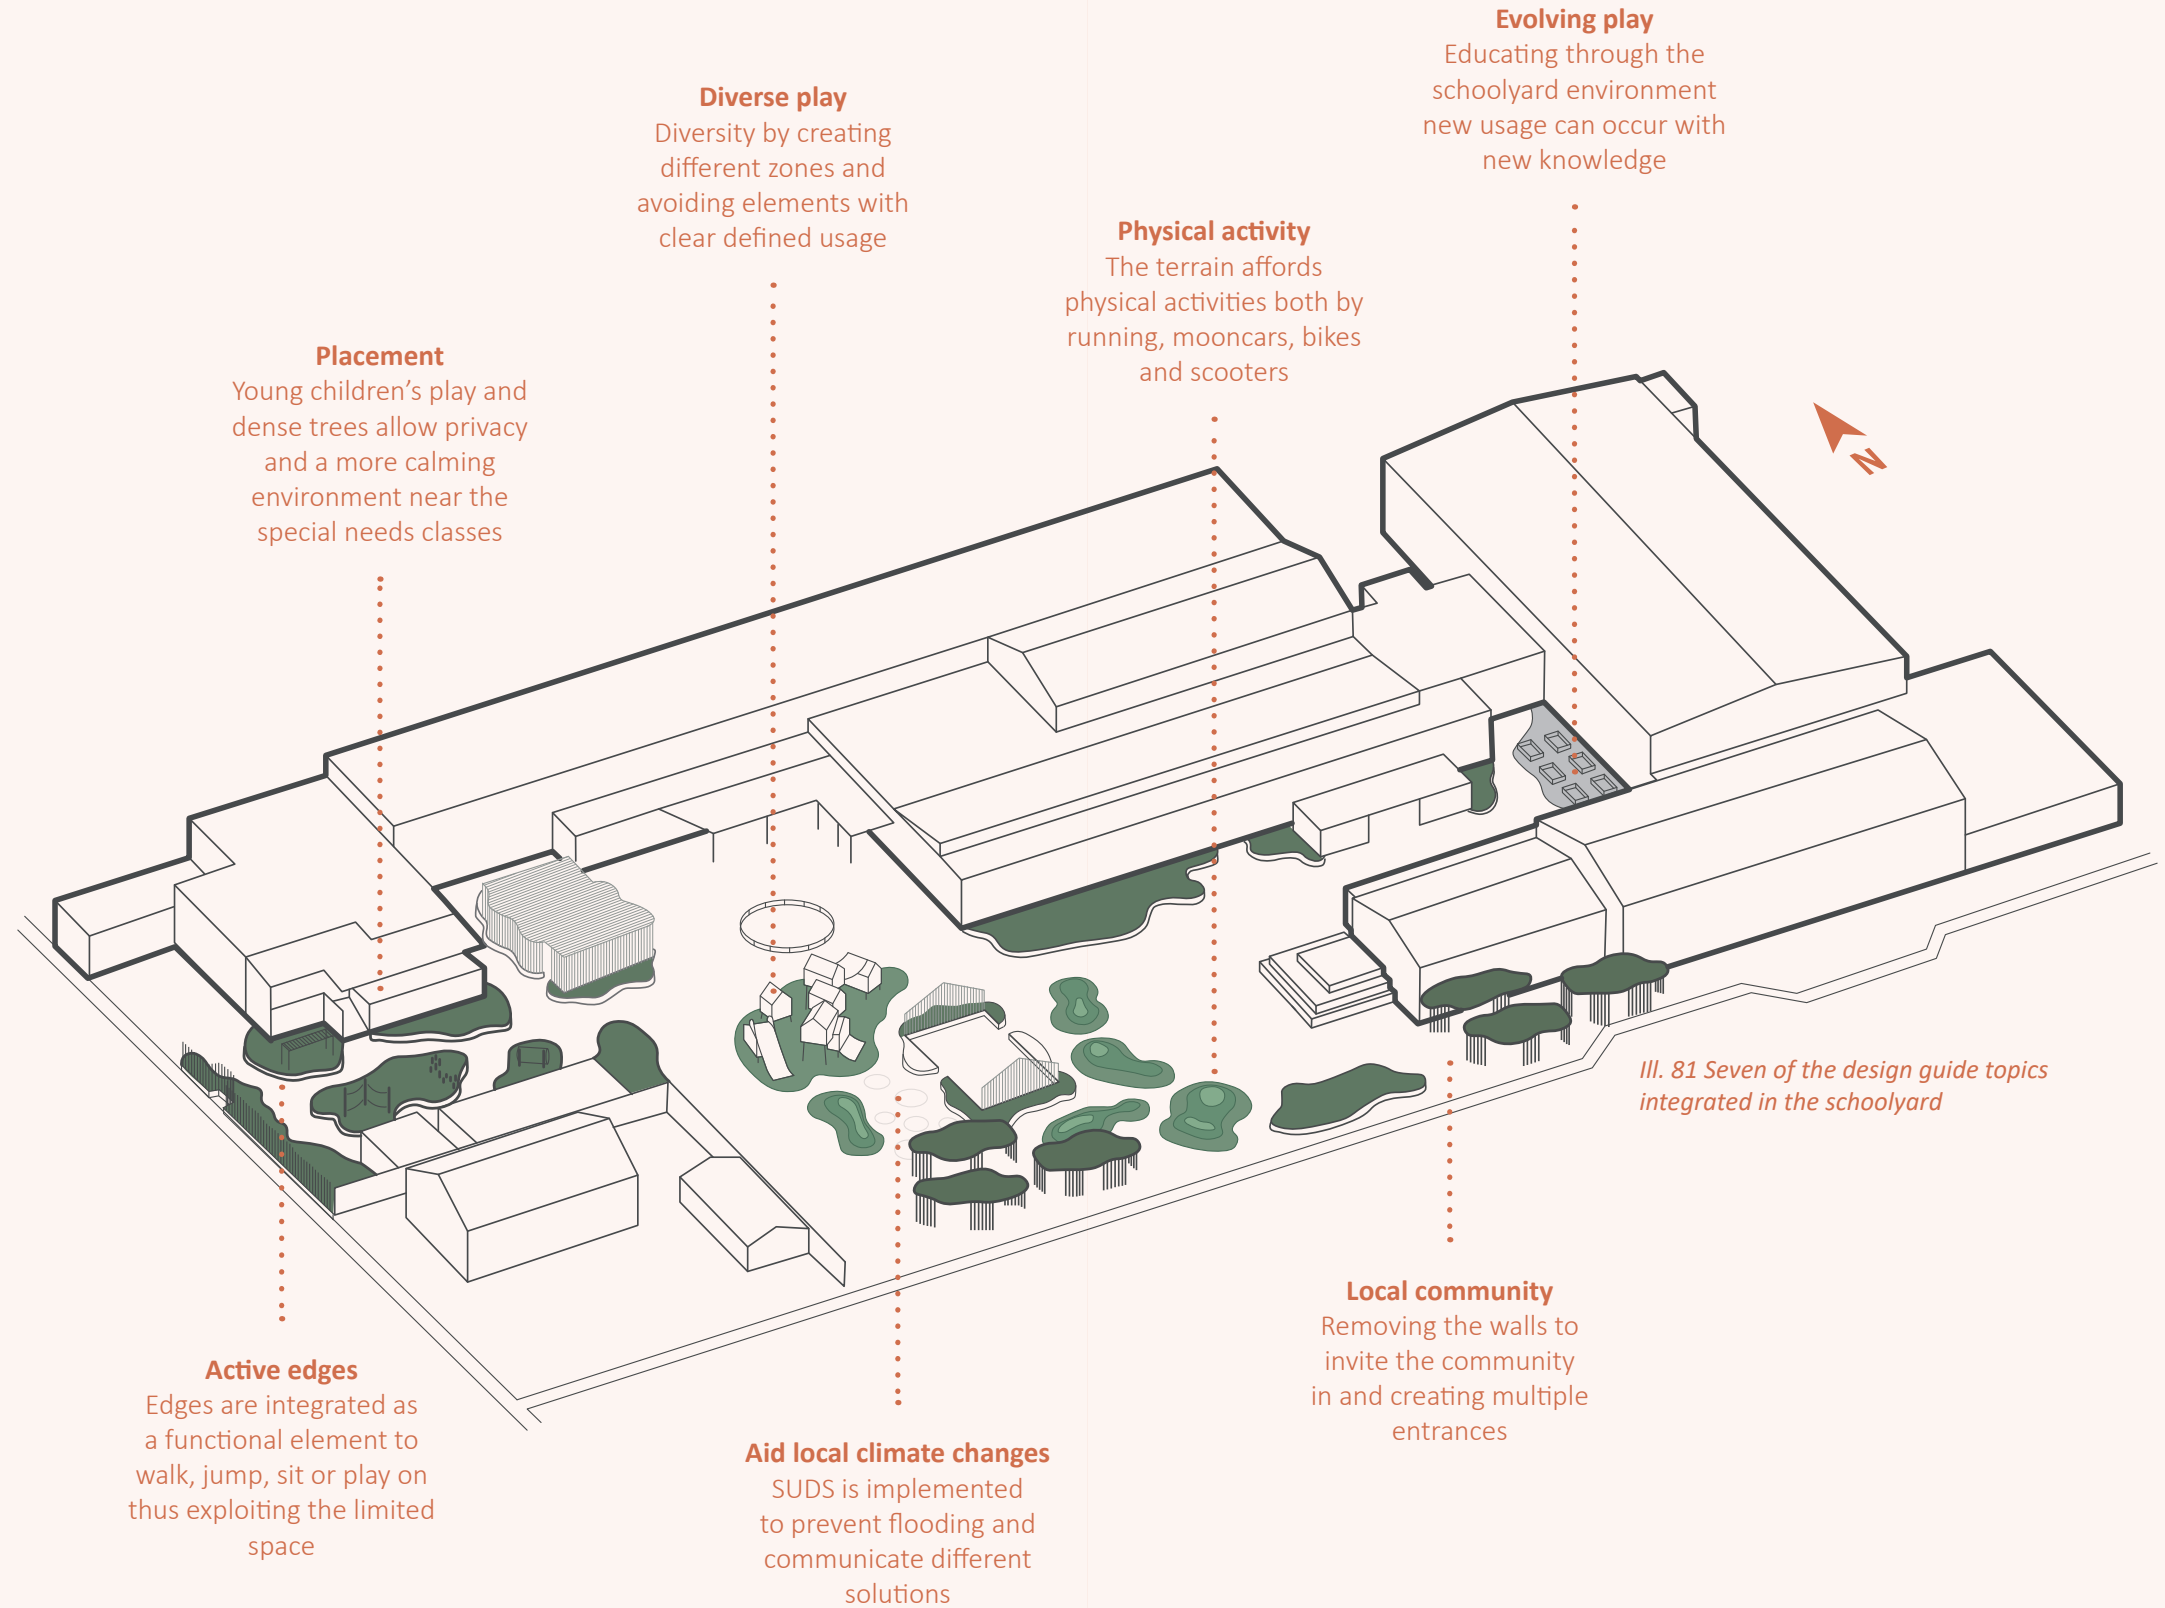 Evolving play
Educating through the
schoolyard environment
new usage can occur with
new knowledge
Diverse play
Diversity by creating
different zones and
avoiding elements with
clear defined usage
Physical activity
The terrain affords
physical activities both by
running, mooncars, bikes
and scooters
Placement
Young children’s play and
dense trees allow privacy
and a more calming
environment near the
special needs classes
N
Ill. 81 Seven of the design guide topics
integrated in the schoolyard
Local community
Removing the walls to
invite the community
in and creating multiple
entrances
Active edges
Edges are integrated as
a functional element to
walk, jump, sit or play on
thus exploiting the limited
space
Aid local climate changes
SUDS is implemented
to prevent flooding and
communicate different
solutions